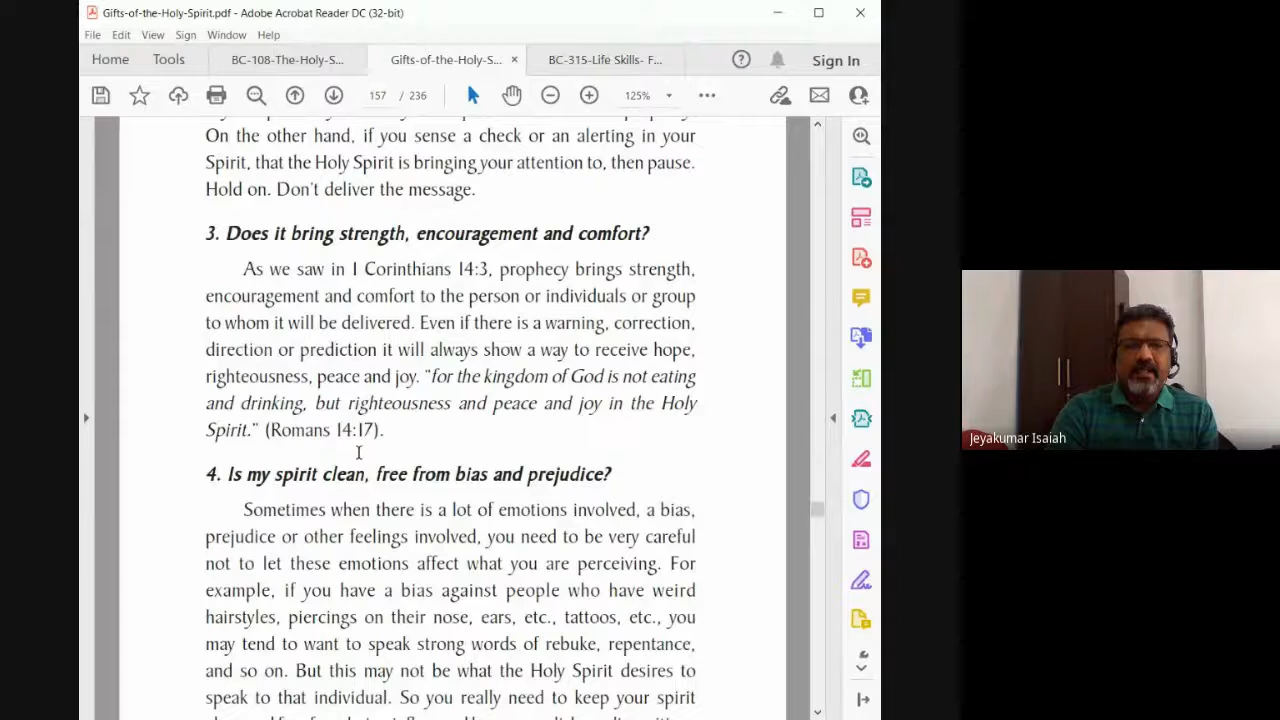 Gifts-of-the-Holy-Spirit.pdf - Adobe Acrobat Reader DC (32-bit)
File Edit View Sign Window Help
Home Tools BC-108-The-Holy-S... Gifts-of-the-Holy-S... × BC-315-Life Skills- F... Sign In
157 / 236 125%
On the other hand, if you sense a check or an alerting in your
Spirit, that the Holy Spirit is bringing your attention to, then pause.
Hold on. Don't deliver the message.
3. Does it bring strength, encouragement and comfort?
As we saw in 1 Corinthians 14:3, prophecy brings strength,
encouragement and comfort to the person or individuals or group
to whom it will be delivered. Even if there is a warning, correction,
direction or prediction it will always show a way to receive hope,
righteousness, peace and joy. "for the kingdom of God is not eating
and drinking, but righteousness and peace and joy in the Holy
Spirit." (Romans 14:17).
4. Is my spirit clean, free from bias and prejudice?
Sometimes when there is a lot of emotions involved, a bias,
prejudice or other feelings involved, you need to be very careful
not to let these emotions affect what you are perceiving. For
example, if you have a bias against people who have weird
hairstyles, piercings on their nose, ears, etc., tattoos, etc., you
may tend to want to speak strong words of rebuke, repentance,
and so on. But this may not be what the Holy Spirit desires to
speak to that individual. So you really need to keep your spirit
Jeyakumar Isaiah